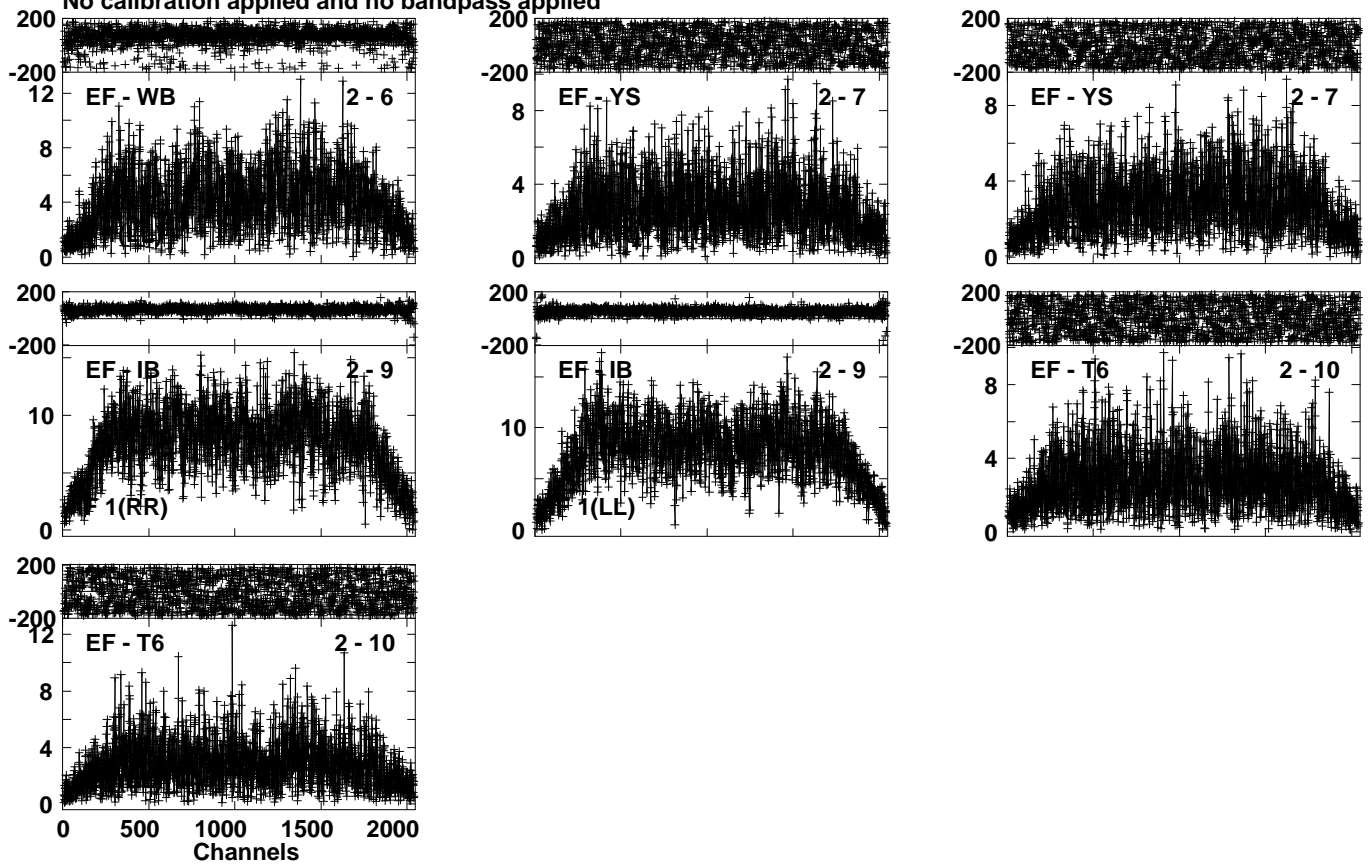 No calibration applied and no bandpass applied
200
-200
EF - WB 2 - 6
12
8
4
0
200
-200
EF - YS 2 - 7
8
4
0
200
-200
EF - YS 2 - 7
8
4
0
200
-200
EF - IB 2 - 9
10
1(RR)
0
200
-200
EF - IB 2 - 9
10
1(LL)
0
200
-200
EF - T6 2 - 10
8
4
0
200
-200
12
EF - T6 2 - 10
8
4
0
0 500 1000 1500 2000
Channels